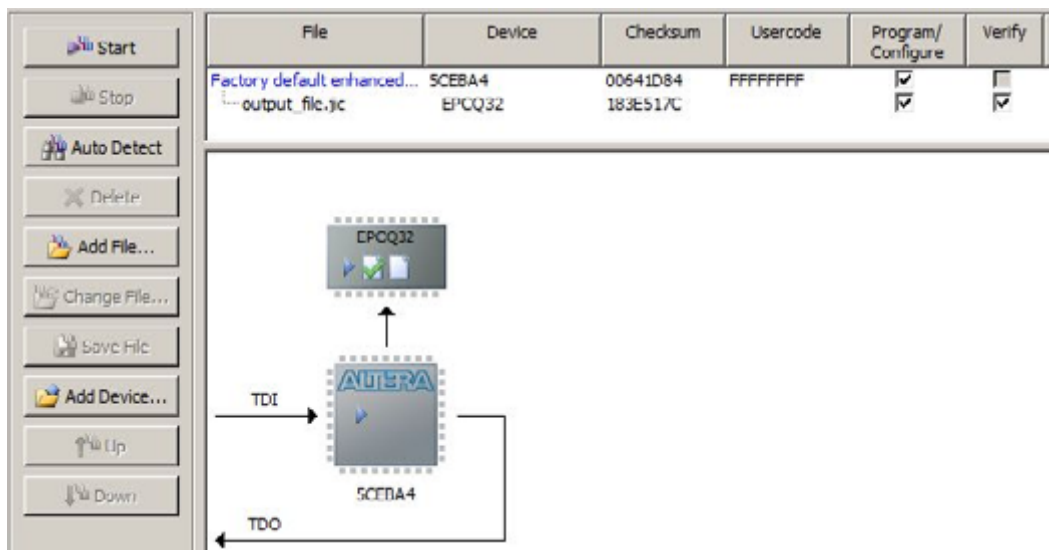 Start
Stop
Auto Detect
Delete
Add File...
Change File...
Save File
Add Device...
Up
Down
File Device Checksum Usercode Program/ Configure Verify
Factory default enhanced... 5CEBA4 00641D84 FFFFFFFF
output_file.jic EPCQ32 183E517C
EPCQ32
ALTERA
TDI
5CEBA4
TDO